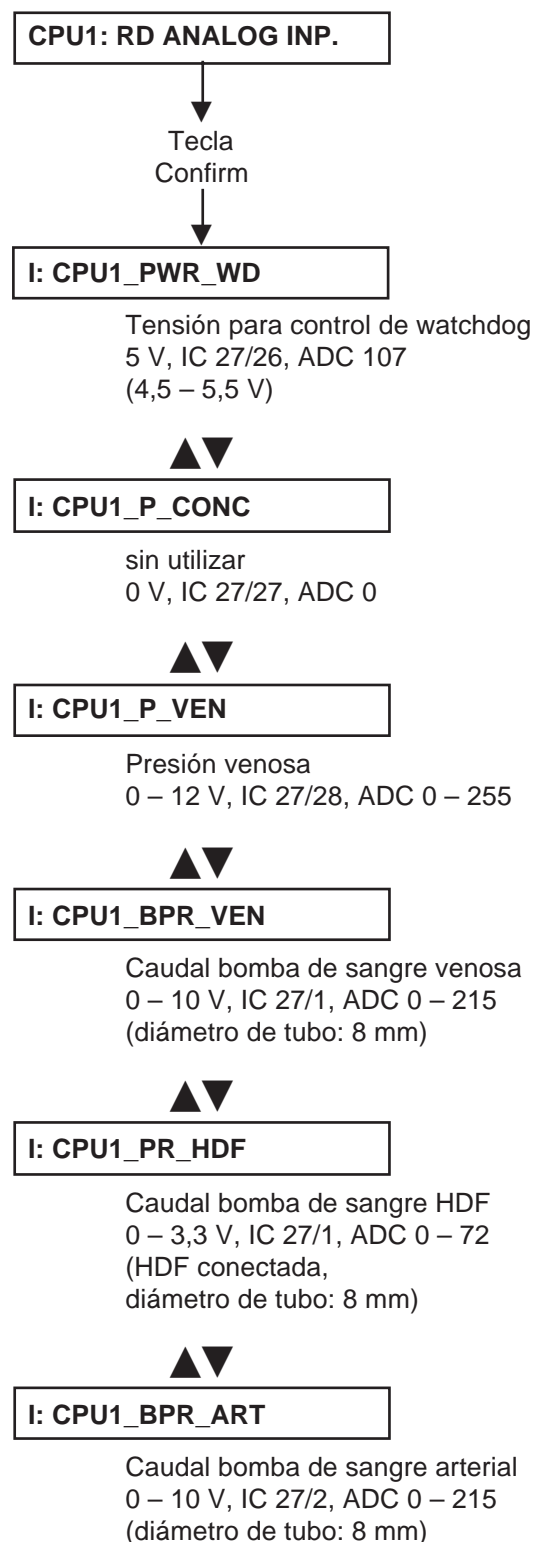 CPU1: RD ANALOG INP.
Tecla
Confirm
I: CPU1_PWR_WD
Tensión para control de watchdog
5 V, IC 27/26, ADC 107
(4,5 – 5,5 V)
▲▼
I: CPU1_P_CONC
sin utilizar
0 V, IC 27/27, ADC 0
▲▼
I: CPU1_P_VEN
Presión venosa
0 – 12 V, IC 27/28, ADC 0 – 255
▲▼
I: CPU1_BPR_VEN
Caudal bomba de sangre venosa
0 – 10 V, IC 27/1, ADC 0 – 215
(diámetro de tubo: 8 mm)
▲▼
I: CPU1_PR_HDF
Caudal bomba de sangre HDF
0 – 3,3 V, IC 27/1, ADC 0 – 72
(HDF conectada,
diámetro de tubo: 8 mm)
▲▼
I: CPU1_BPR_ART
Caudal bomba de sangre arterial
0 – 10 V, IC 27/2, ADC 0 – 215
(diámetro de tubo: 8 mm)